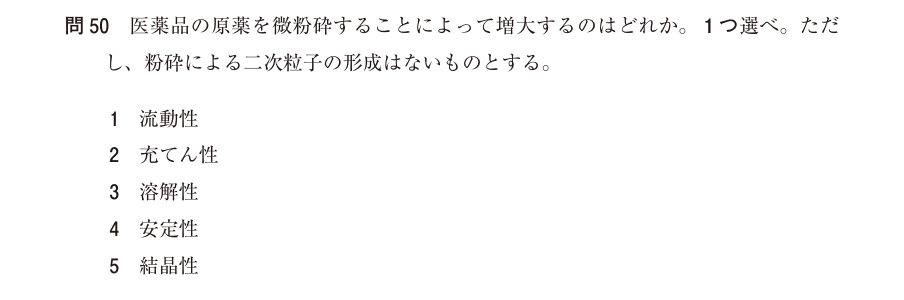 問50 医薬品の原薬を微粉砕することによって増大するのはどれか。1つ選べ。ただ
し、粉砕による二次粒子の形成はないものとする。
1 流動性
2 充てん性
3 溶解性
4 安定性
5 結晶性